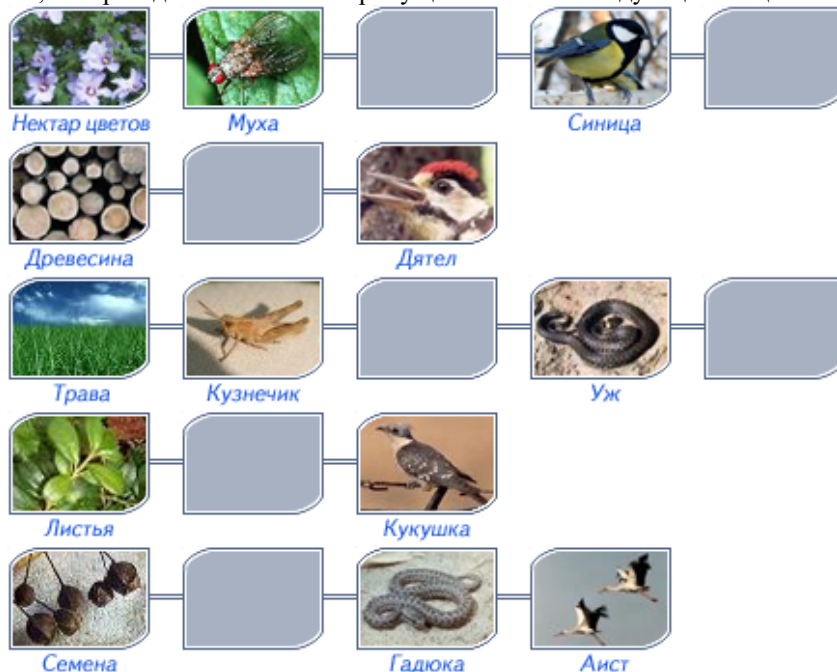 Нектар цветов Муха Синица
Древесина Дятел
Трава Кузнечик Уж
Листья Кукушка
Семена Гадюка Аист